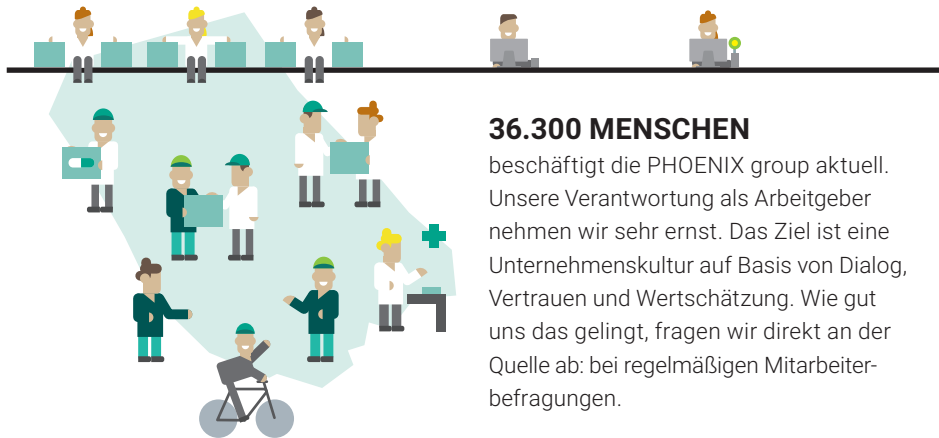 36.300 MENSCHEN
beschäftigt die PHOENIX group aktuell.
Unsere Verantwortung als Arbeitgeber
nehmen wir sehr ernst. Das Ziel ist eine
Unternehmenskultur auf Basis von Dialog,
Vertrauen und Wertschätzung. Wie gut
uns das gelingt, fragen wir direkt an der
Quelle ab: bei regelmäßigen Mitarbeiter-
befragungen.